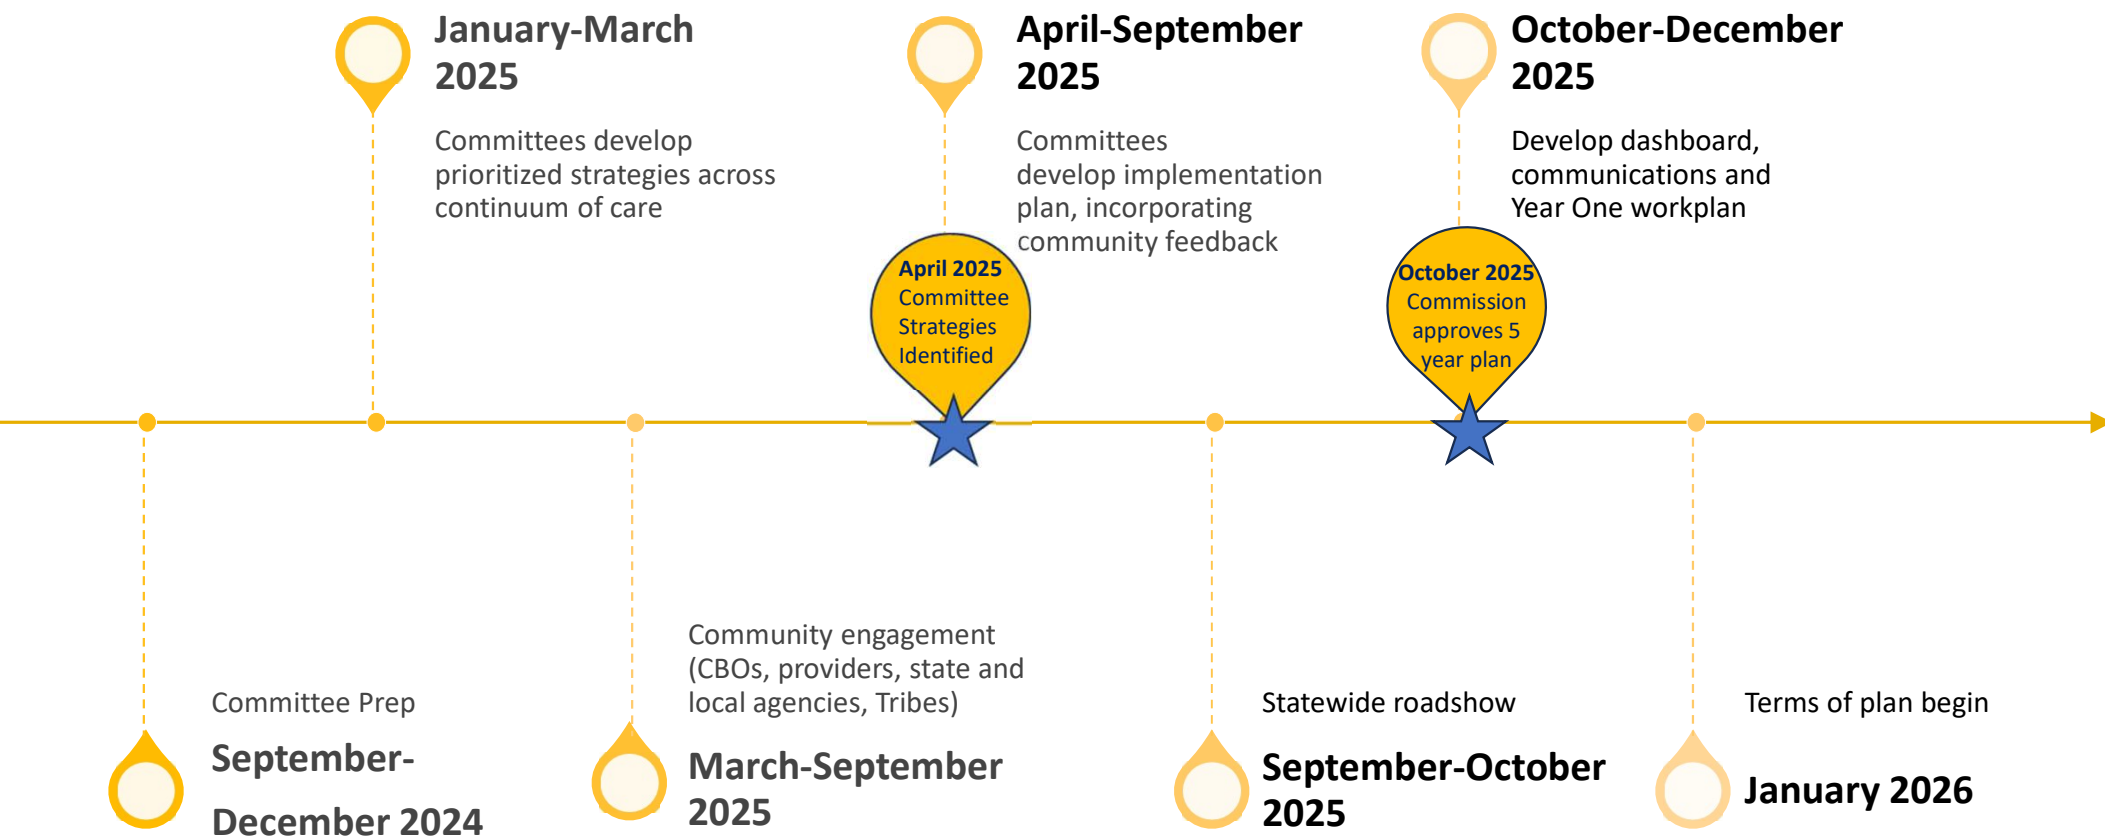 January-March
2025
Committees develop
prioritized strategies across
continuum of care
April-September
2025
Committees
develop implementation
plan, incorporating
community feedback
October-December
2025
Develop dashboard,
communications and
Year One workplan
April 2025
Committee
Strategies
Identified
October 2025
Commission
approves 5
year plan
Committee Prep
September-
December 2024
Community engagement
(CBOs, providers, state and
local agencies, Tribes)
March-September
2025
Statewide roadshow
September-October
2025
Terms of plan begin
January 2026